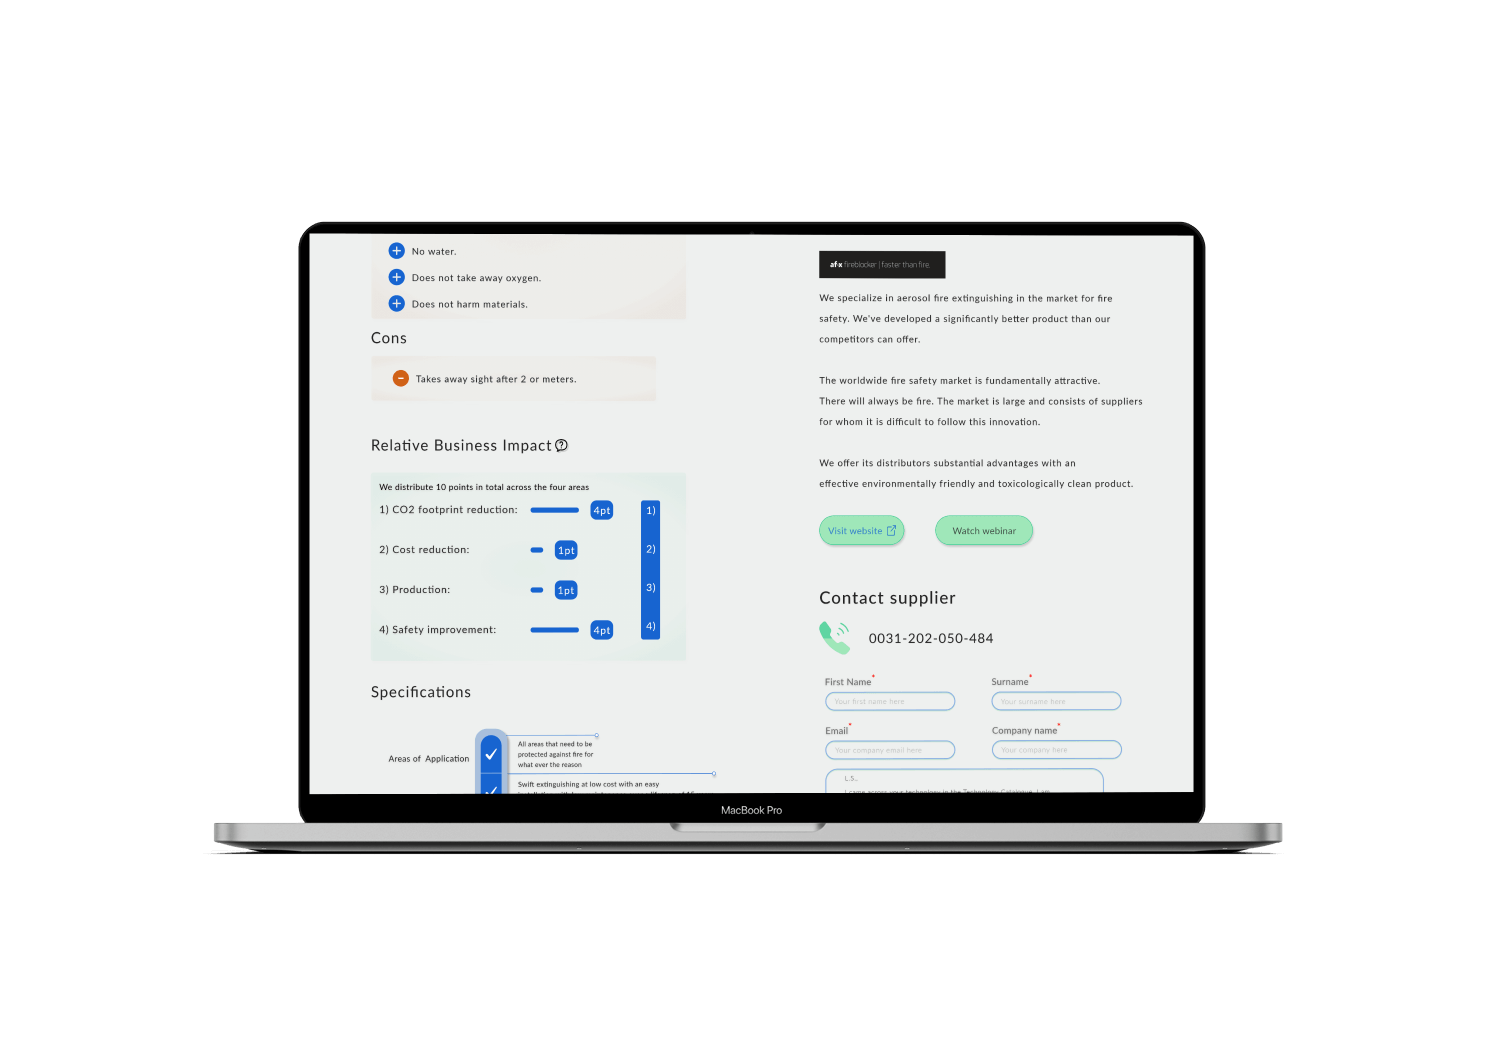 No water.
Does not take away oxygen.
Does not harm materials.
Cons
Takes away sight after 2 or meters.
Relative Business Impact
We distribute 10 points in total across the four areas
1) CO2 footprint reduction:
4pt
1)
2) Cost reduction:
1pt
2)
3) Production:
1pt
3)
4) Safety improvement:
4pt
4)
Specifications
Areas of Application
All areas that need to be
protected against fire for
what ever the reason
Swift extinguishing at low cost with an easy
af-x fireblocker | faster than fire.
We specialize in aerosol fire extinguishing in the market for fire
safety. We've developed a significantly better product than our
competitors can offer.
The worldwide fire safety market is fundamentally attractive.
There will always be fire. The market is large and consists of suppliers
for whom it is difficult to follow this innovation.
We offer its distributors substantial advantages with an
effective environmentally friendly and toxicologically clean product.
Visit website
Watch webinar
Contact supplier
0031-202-050-484
First Name*
Surname*
Your first name here
Your surname here
Email*
Company name*
Your company email here
Your company here
L.S.,
I came across your technology in the Technology Catalogue. I am
MacBook Pro